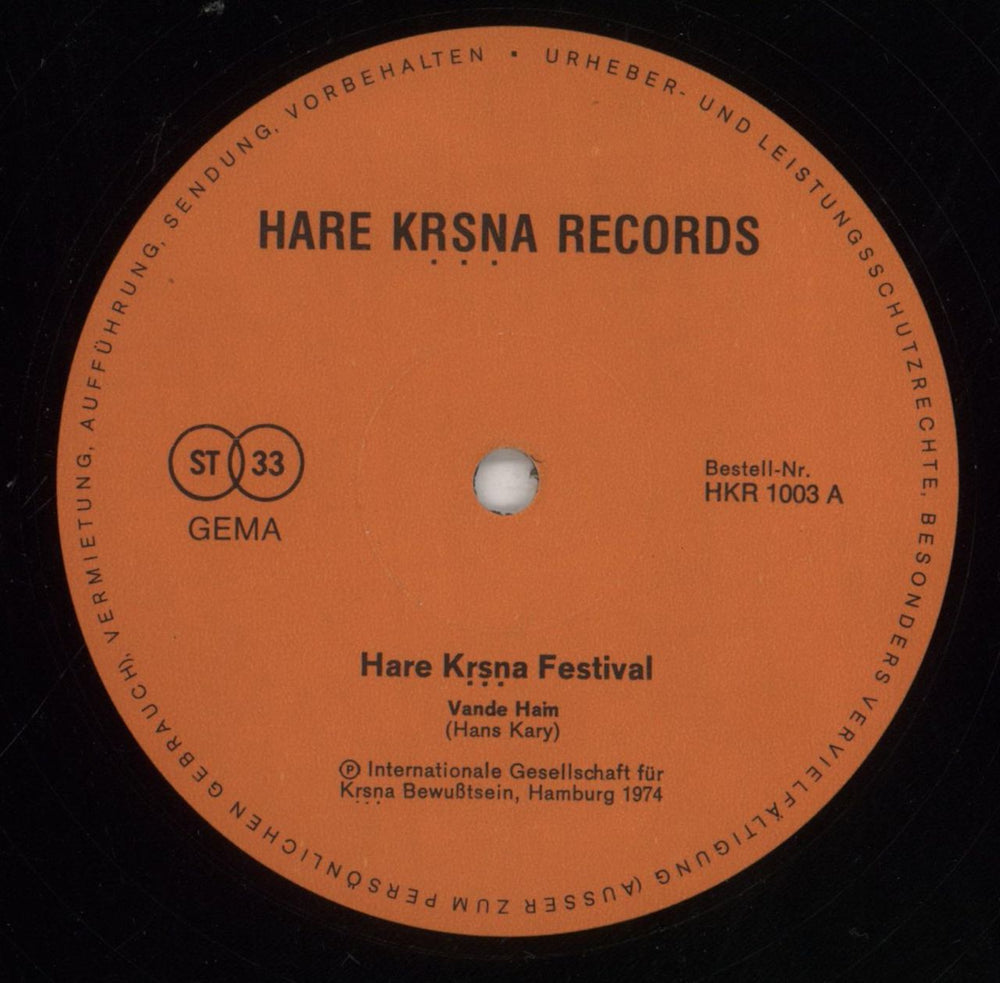 URHEBER- UND LEISTUNGSSCHUTZRECHTE, BESONDERS VERVIELFÄLTIGUNG (AUSSER ZUM PERSÖNLICHEN GEBRAUCH), VERMIETUNG, AUFFÜHRUNG, SENDUNG, VORBEHALTEN ▪
HARE KṚṢṆA RECORDS
ST 33
GEMA
Bestell-Nr.
HKR 1003 A
Hare Kṛṣṇa Festival
Vande Ham
(Hans Kary)
Ⓟ Internationale Gesellschaft für
Kṛṣṇa Bewußtsein, Hamburg 1974